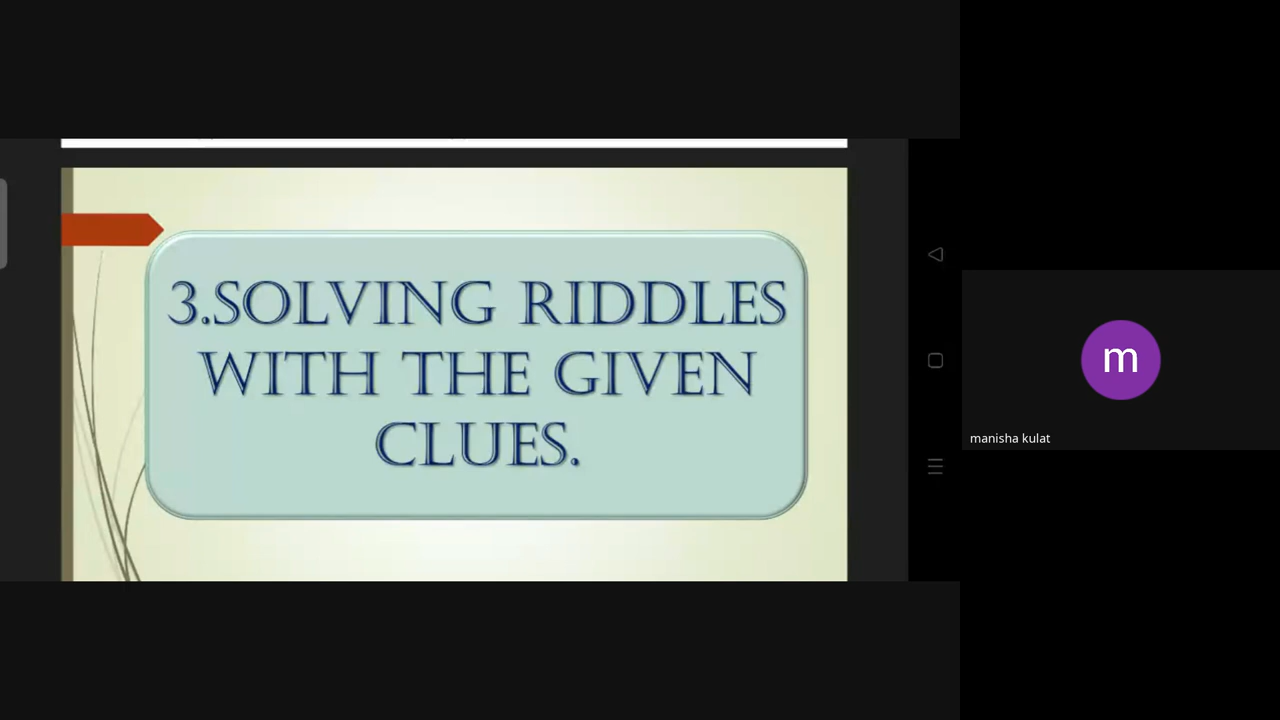 3.SOLVING RIDDLES
WITH THE GIVEN
CLUES.
m
manisha kulat